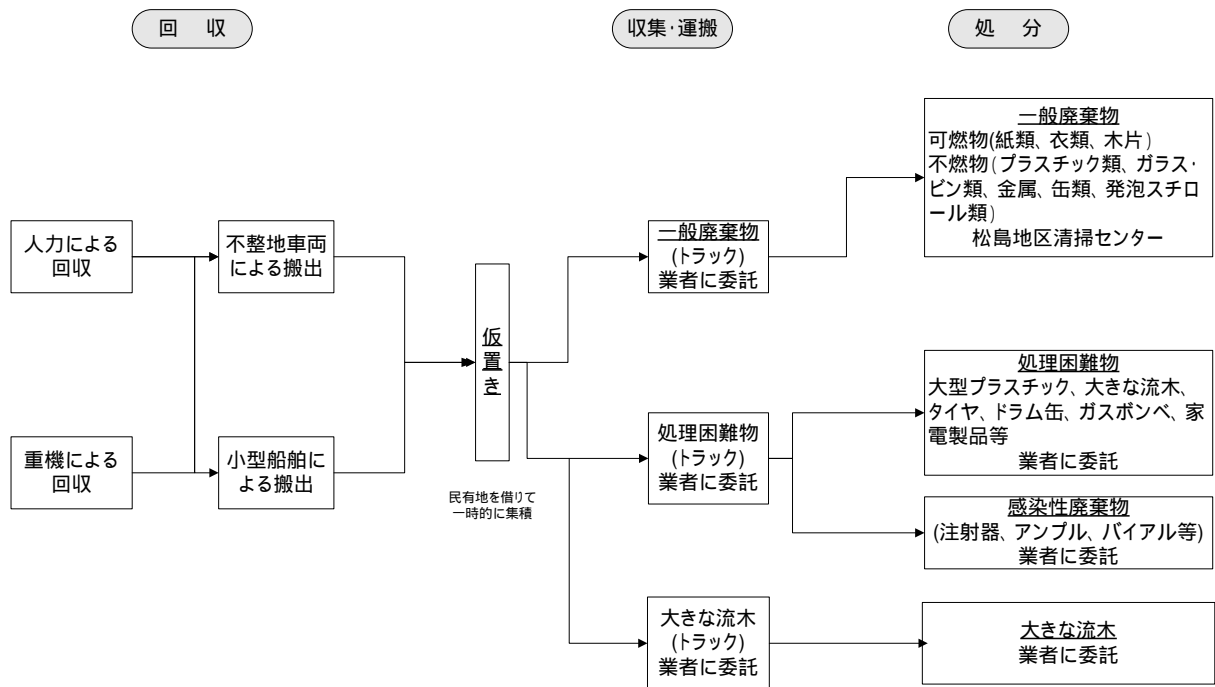 回 収
収集・運搬
処 分
人力による
回収
重機による
回収
不整地車両
による搬出
小型船舶に
よる搬出
仮
置
き
民有地を借りて
一時的に集積
一般廃棄物
(トラック)
業者に委託
処理困難物
(トラック)
業者に委託
大きな流木
(トラック)
業者に委託
一般廃棄物
可燃物(紙類、衣類、木片)
不燃物(プラスチック類、ガラス・
ビン類、金属、缶類、発泡スチロ
ール類)
松島地区清掃センター
処理困難物
大型プラスチック、大きな流木、
タイヤ、ドラム缶、ガスボンベ、家
電製品等
業者に委託
感染性廃棄物
(注射器、アンプル、バイアル等)
業者に委託
大きな流木
業者に委託